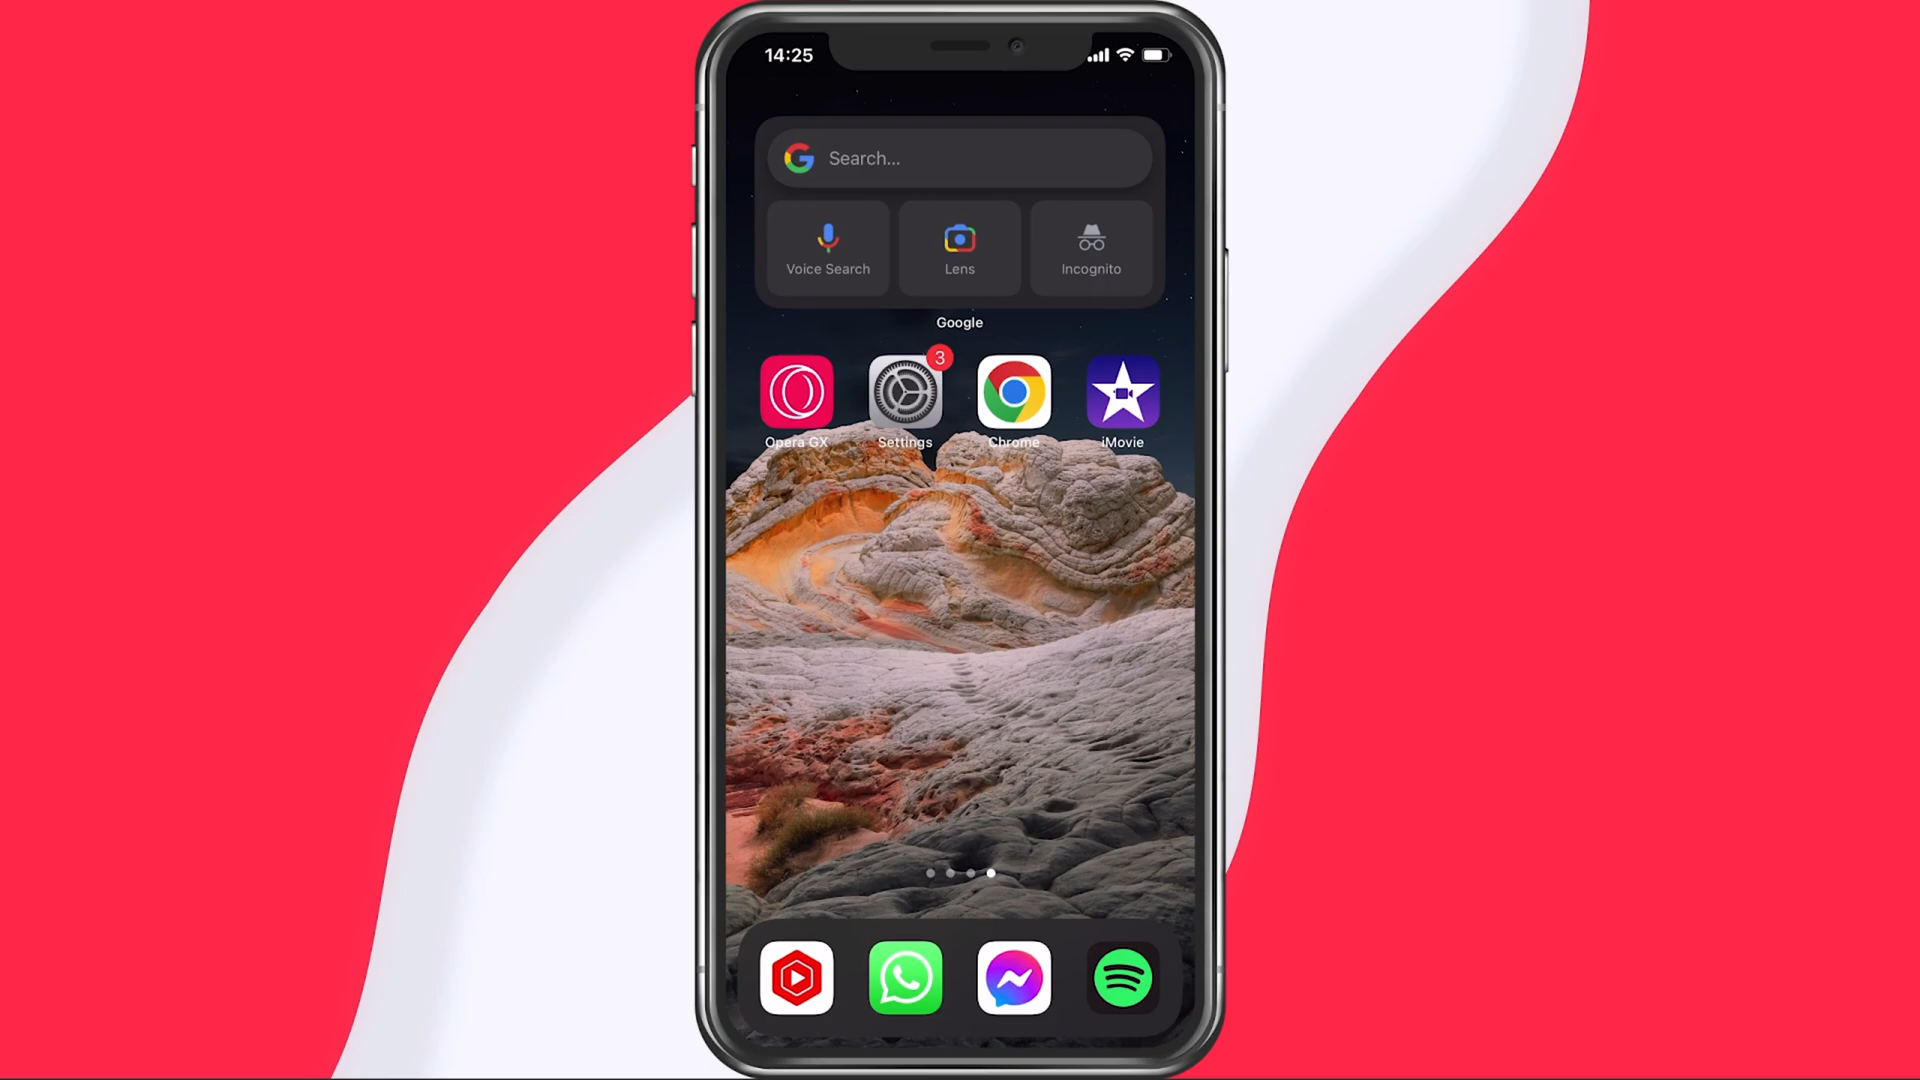 14:25
Search...
Voice Search
Lens
Incognito
Google
3
Opera GX
Settings
Chrome
iMovie